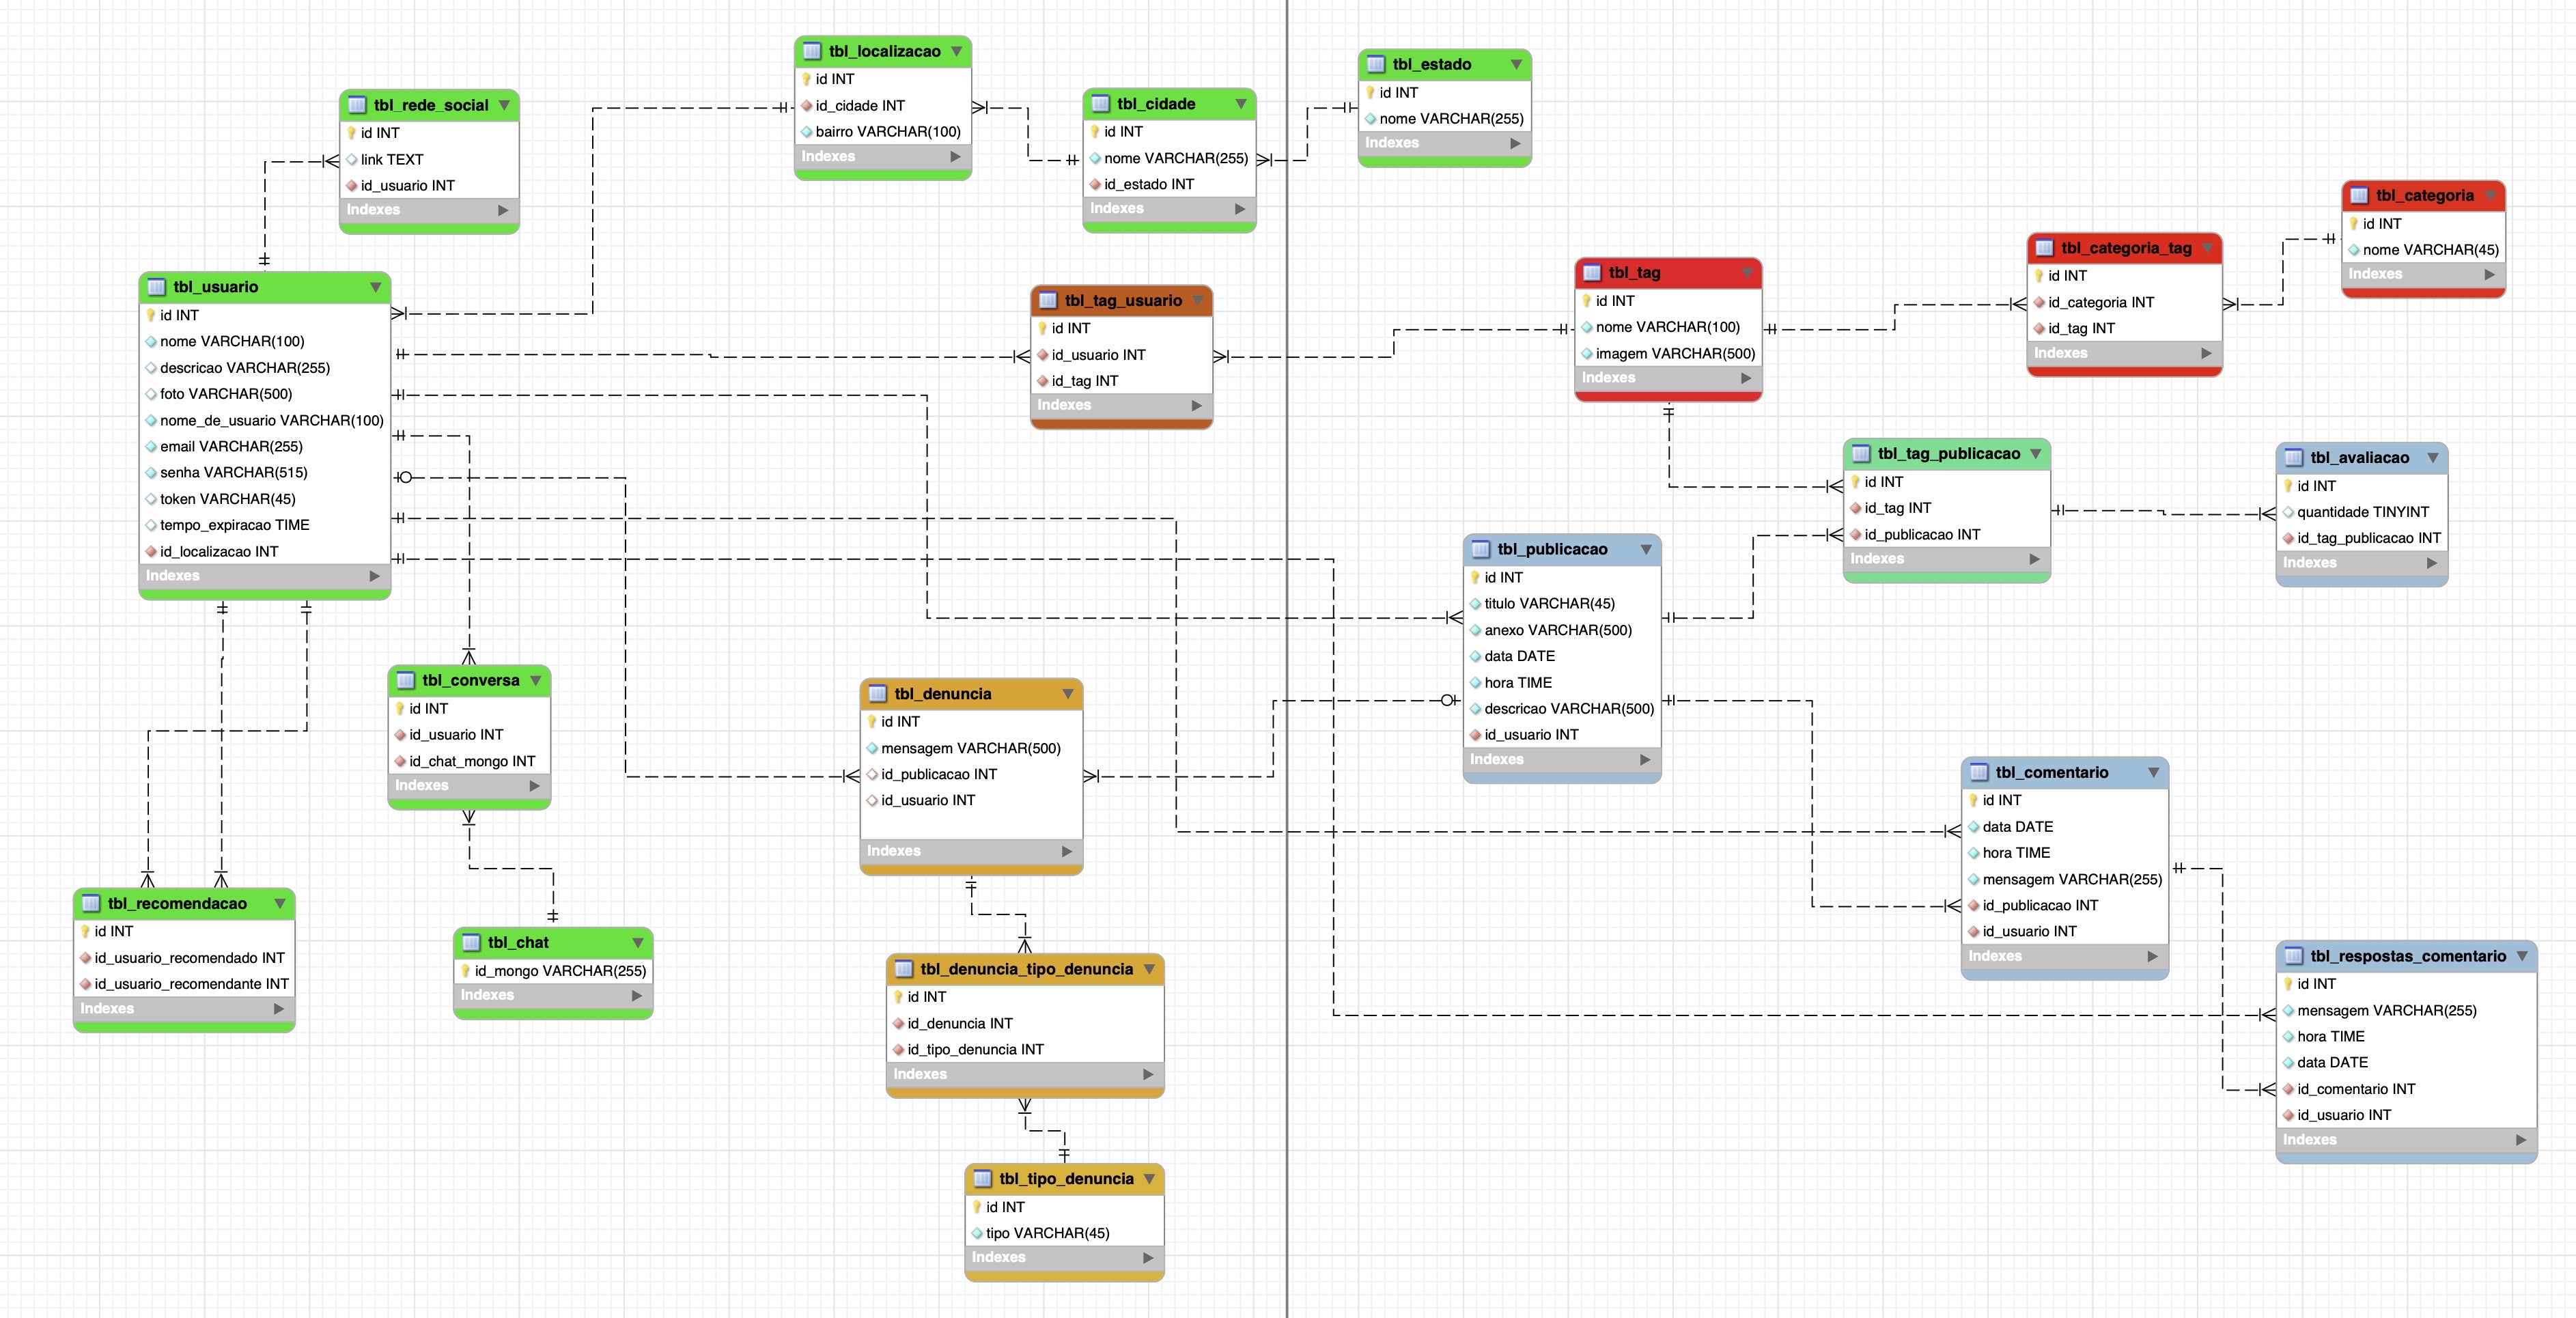 tbl_localizacao
id INT
id_cidade INT
bairro VARCHAR(100)
Indexes
tbl_estado
id INT
nome VARCHAR(255)
Indexes
tbl_rede_social
id INT
link TEXT
id_usuario INT
Indexes
tbl_cidade
id INT
nome VARCHAR(255)
id_estado INT
Indexes
tbl_categoria
id INT
nome VARCHAR(45)
Indexes
tbl_categoria_tag
id INT
id_categoria INT
id_tag INT
Indexes
tbl_tag
id INT
nome VARCHAR(100)
imagem VARCHAR(500)
Indexes
tbl_usuario
id INT
nome VARCHAR(100)
descricao VARCHAR(255)
foto VARCHAR(500)
nome_de_usuario VARCHAR(100)
email VARCHAR(255)
senha VARCHAR(515)
token VARCHAR(45)
tempo_expiracao TIME
id_localizacao INT
Indexes
tbl_tag_usuario
id INT
id_usuario INT
id_tag INT
Indexes
tbl_tag_publicacao
id INT
id_tag INT
id_publicacao INT
Indexes
tbl_avaliacao
id INT
quantidade TINYINT
id_tag_publicacao INT
Indexes
tbl_publicacao
id INT
titulo VARCHAR(45)
anexo VARCHAR(500)
data DATE
hora TIME
descricao VARCHAR(500)
id_usuario INT
Indexes
tbl_conversa
id INT
id_usuario INT
id_chat_mongo INT
Indexes
tbl_denuncia
id INT
mensagem VARCHAR(500)
id_publicacao INT
id_usuario INT
Indexes
tbl_comentario
id INT
data DATE
hora TIME
mensagem VARCHAR(255)
id_publicacao INT
id_usuario INT
Indexes
tbl_recomendacao
id INT
id_usuario_recomendado INT
id_usuario_recomendante INT
Indexes
tbl_chat
id_mongo VARCHAR(255)
Indexes
tbl_denuncia_tipo_denuncia
id INT
id_denuncia INT
id_tipo_denuncia INT
Indexes
tbl_respostas_comentario
id INT
mensagem VARCHAR(255)
hora TIME
data DATE
id_comentario INT
id_usuario INT
Indexes
tbl_tipo_denuncia
id INT
tipo VARCHAR(45)
Indexes